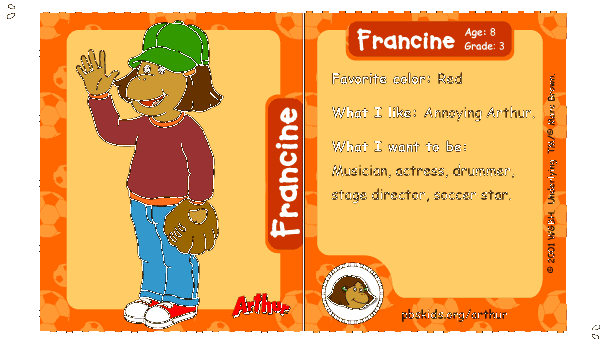 Francine
Arthur
Francine
Age: 8
Grade: 3
Favorite color: Red
What I like: Annoying Arthur.
What I want to be:
Musician, actress, drummer,
stage director, soccer star.
pbskids.org/arthur
© 2001 WGBH. Underlying TM/© Marc Brown.